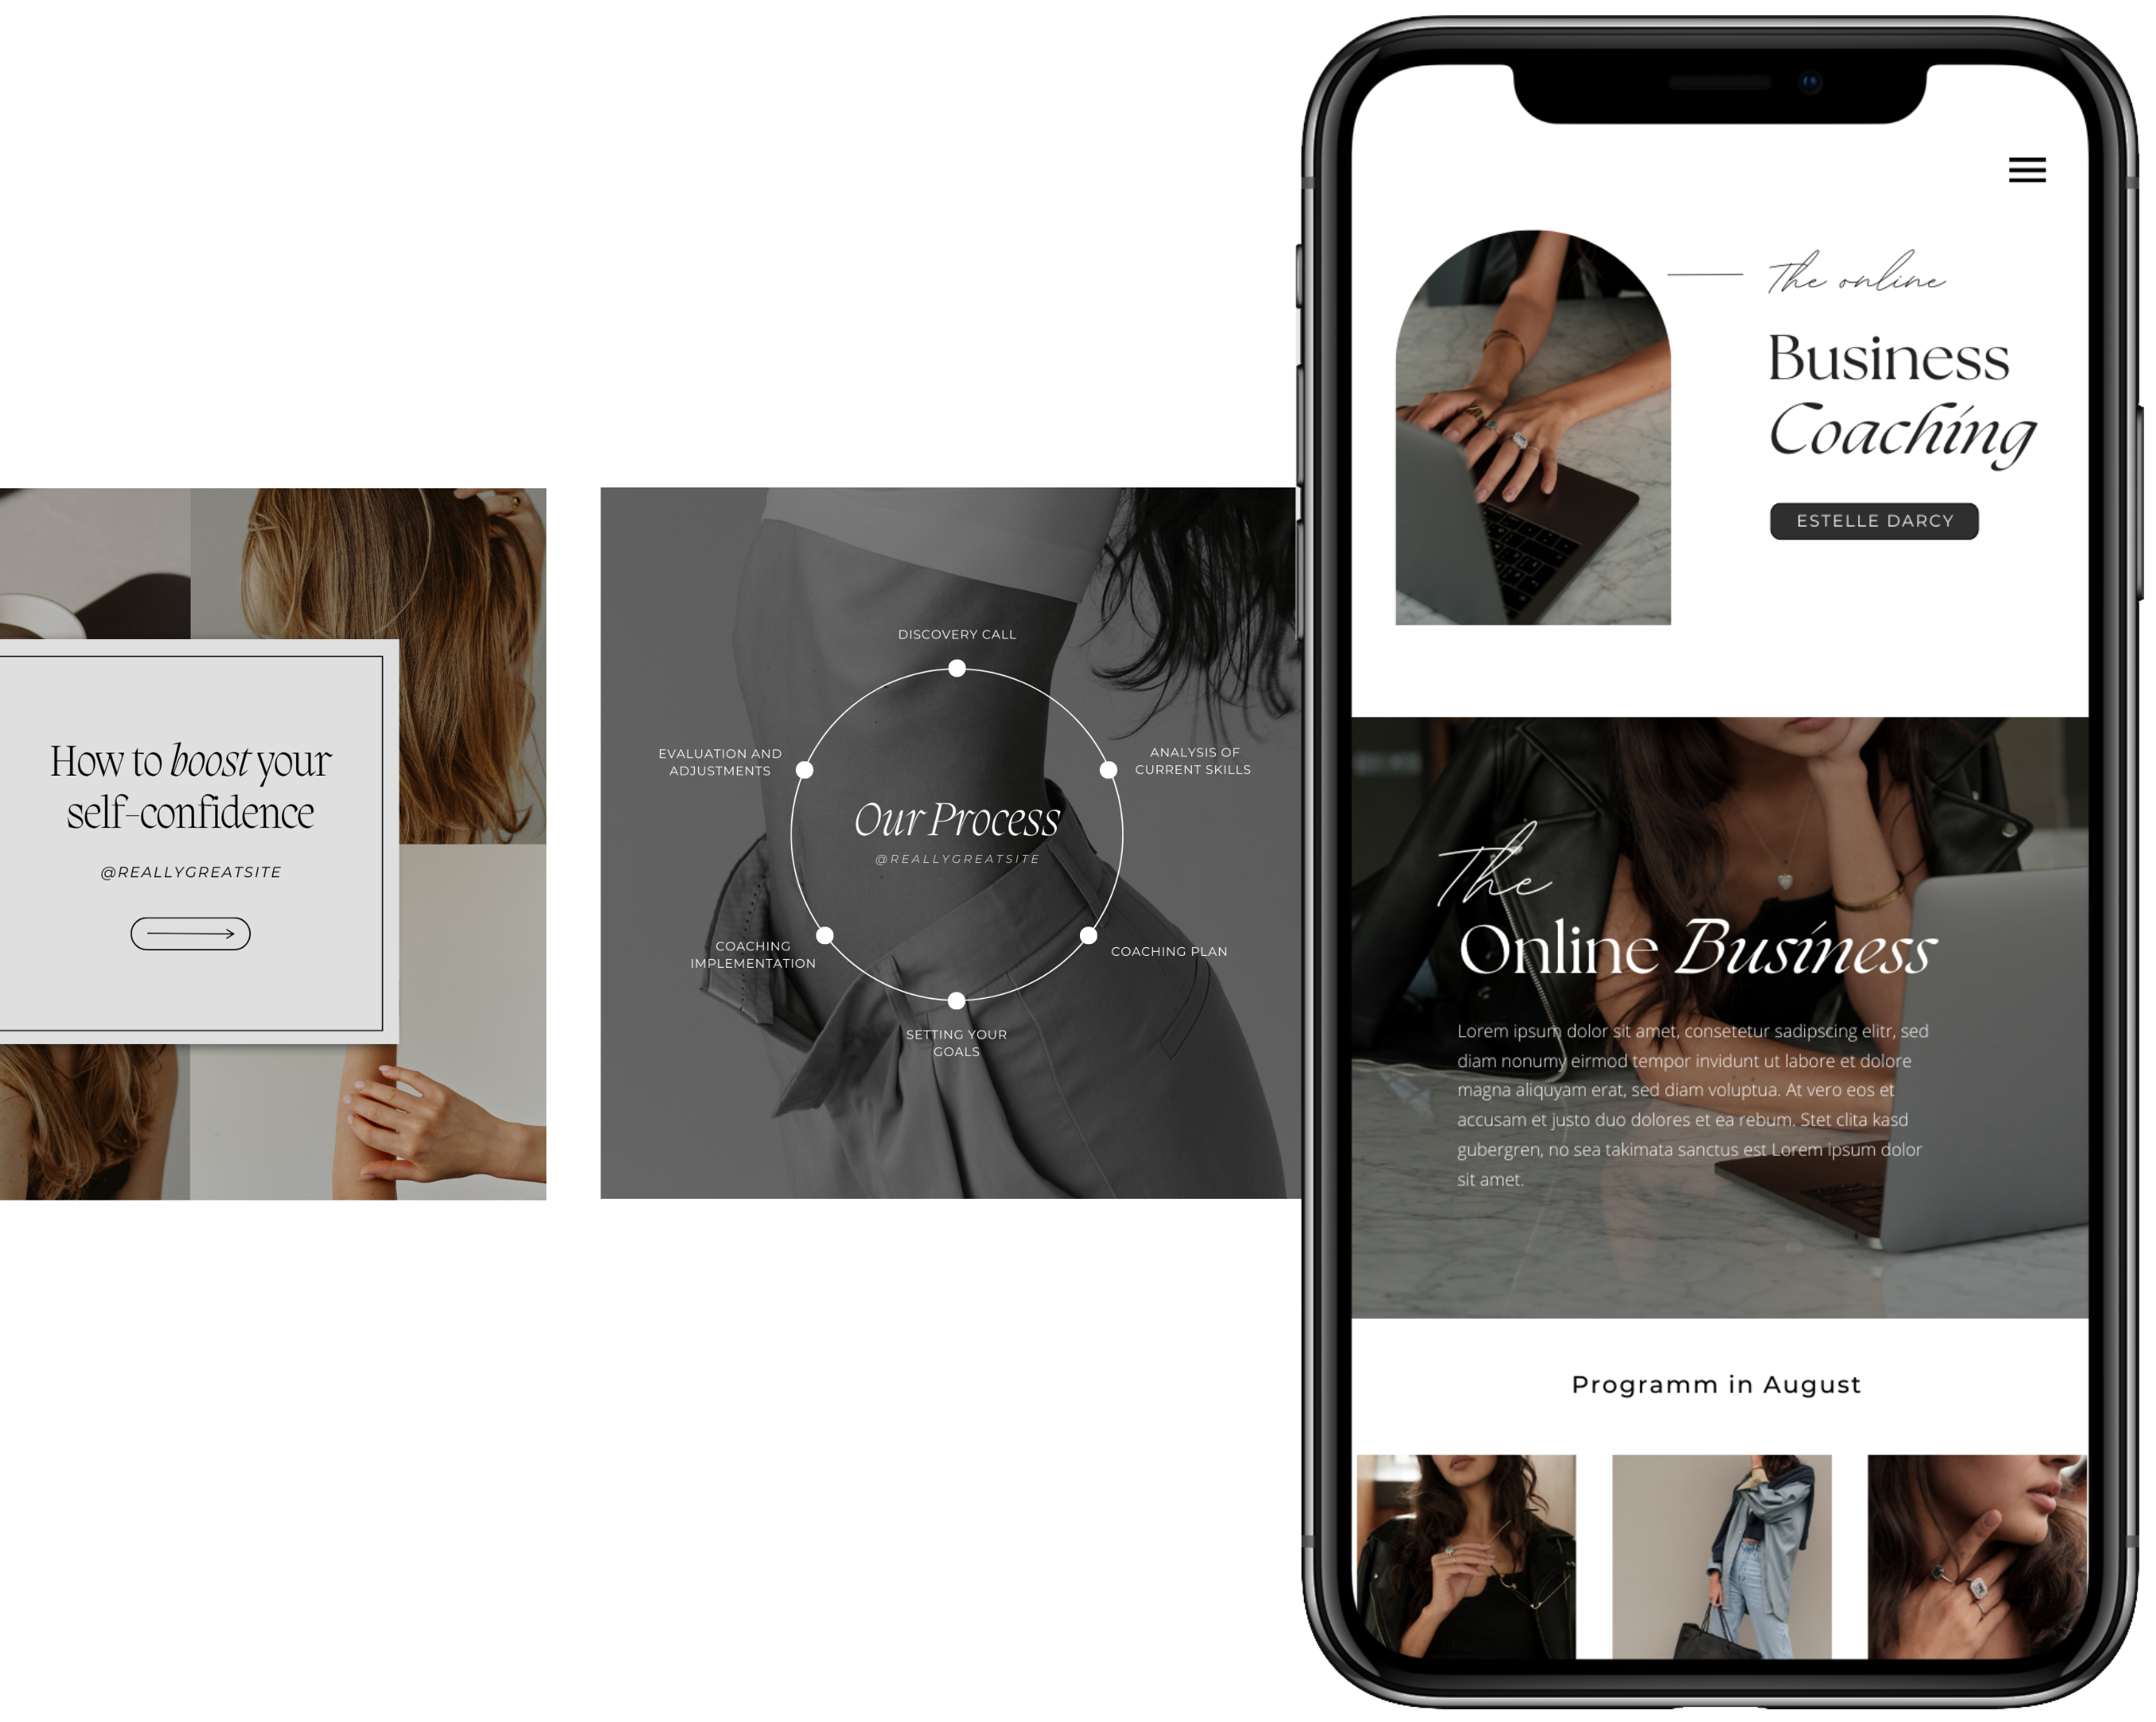 How to boost your
self-confidence
@REALLYGREATSITE
DISCOVERY CALL
ANALYSIS OF
CURRENT SKILLS
COACHING PLAN
SETTING YOUR
GOALS
COACHING
IMPLEMENTATION
EVALUATION AND
ADJUSTMENTS
Our Process
@REALLYGREATSITE
The online
Business
Coaching
ESTELLE DARCY
The
Online Business
Lorem ipsum dolor sit amet, consetetur sadipscing elitr, sed
diam nonumy eirmod tempor invidunt ut labore et dolore
magna aliquyam erat, sed diam voluptua. At vero eos et
accusam et justo duo dolores et ea rebum. Stet clita kasd
gubergren, no sea takimata sanctus est Lorem ipsum dolor
sit amet.
Programm in August